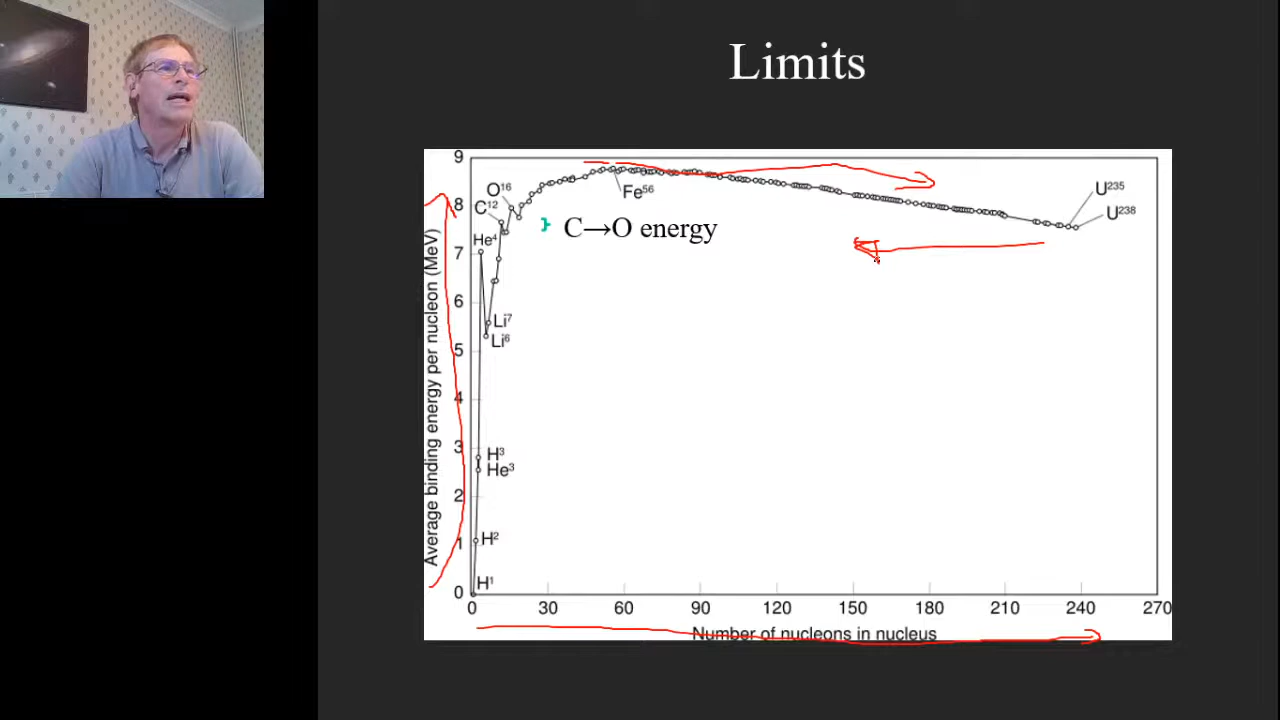 Limits
9
8
7
6
5
4
3
2
1
0
Average binding energy per nucleon (MeV)
O¹⁶
C¹²
He⁴
Fe⁵⁶
U²³⁵
U²³⁸
C→O energy
Li⁷
Li⁶
H³
He³
H²
H¹
0 30 60 90 120 150 180 210 240 270
Number of nucleons in nucleus